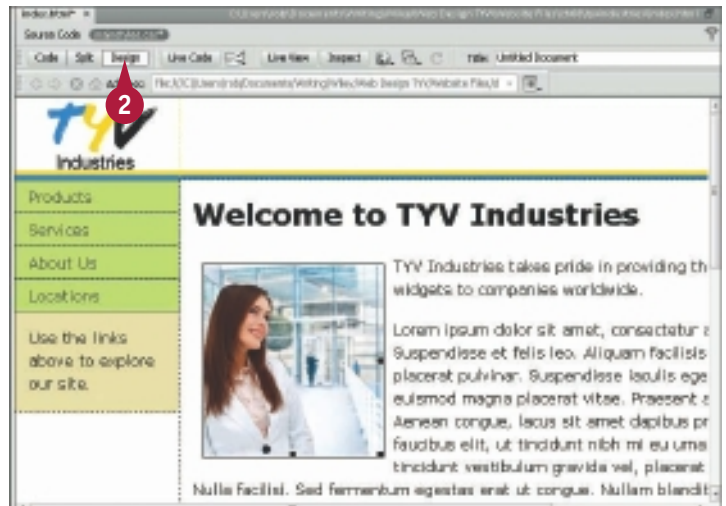 index.html* ×
Source Code
Code Split Design Live Code Live View Inspect Title: Untitled Document
2
TYV
Industries
Products
Services
About Us
Locations
Use the links
above to explore
our site.
Welcome to TYV Industries
TYV Industries takes pride in providing th
widgets to companies worldwide.
Lorem ipsum dolor sit amet, consectetur a
Suspendisse et felis leo. Aliquam facilisis
placerat pulvinar. Suspendisse iaculis ege
euismod magna placerat vitae. Praesent a
Aenean congue, lacus sit amet dapibus pr
faucibus elit, ut tincidunt nibh mi eu urna
tincidunt vestibulum gravida vel, placerat
Nulla facilisi. Sed fermentum egestas erat ut congue. Nullam blandit